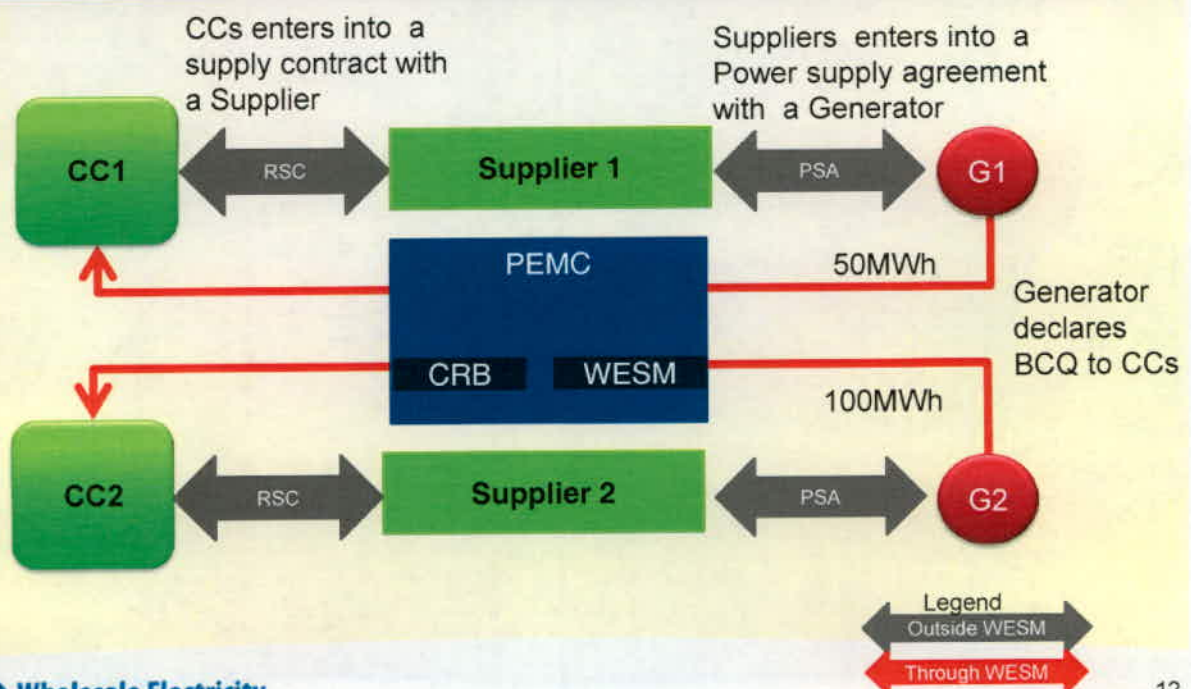 CCs enters into a
supply contract with
a Supplier
Suppliers enters into a
Power supply agreement
with a Generator
CC1
RSC
Supplier 1
PSA
G1
PEMC
50MWh
Generator
declares
BCQ to CCs
CRB
WESM
100MWh
CC2
RSC
Supplier 2
PSA
G2
Legend
Outside WESM
Through WESM
Wholesale Electricity